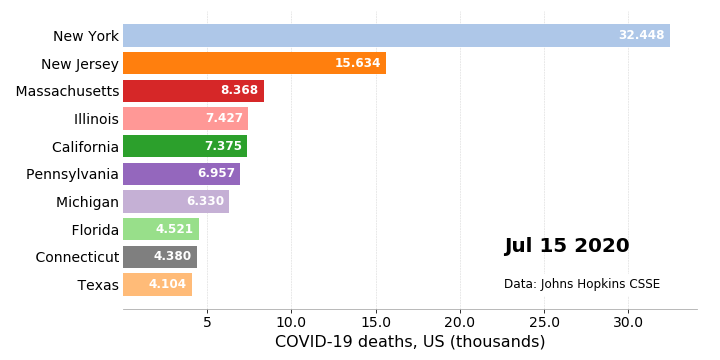 New York 32.448
New Jersey 15.634
Massachusetts 8.368
Illinois 7.427
California 7.375
Pennsylvania 6.957
Michigan 6.330
Florida 4.521
Connecticut 4.380
Texas 4.104
Jul 15 2020
Data: Johns Hopkins CSSE
5 10.0 15.0 20.0 25.0 30.0
COVID-19 deaths, US (thousands)